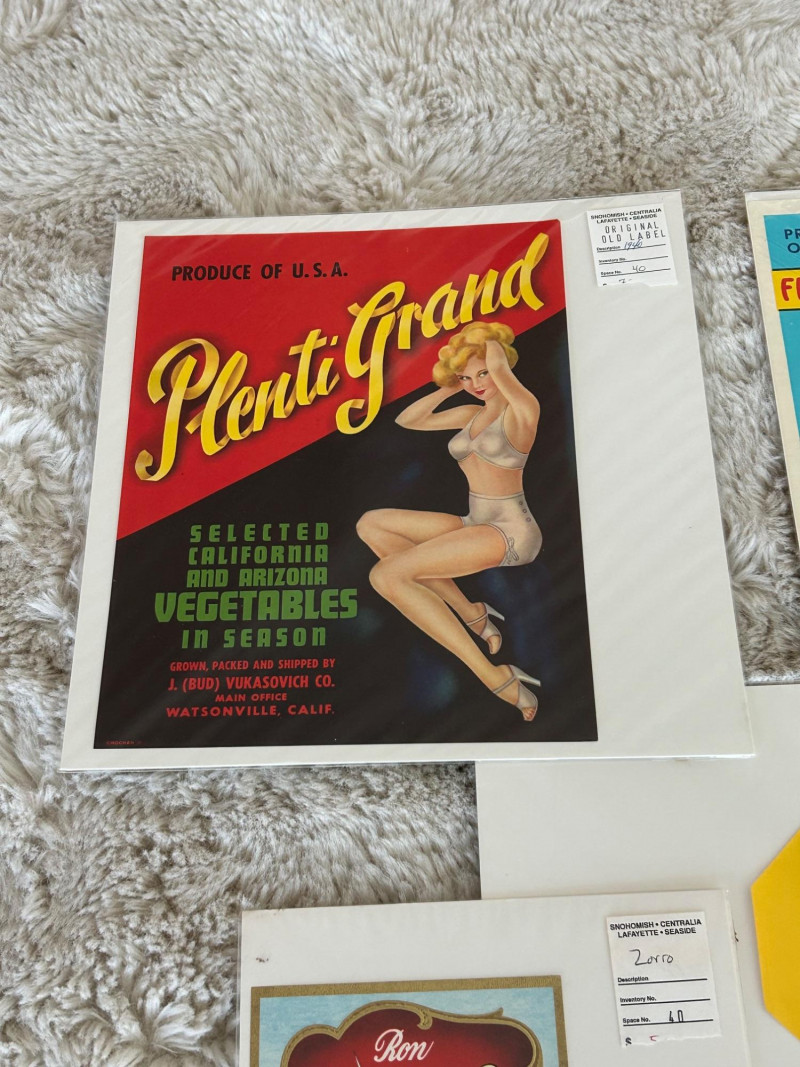 PRODUCE OF U.S.A.
Plenti Grand
SELECTED
CALIFORNIA
AND ARIZONA
VEGETABLES
IN SEASON
GROWN, PACKED AND SHIPPED BY
J. (BUD) VUKASOVICH CO.
MAIN OFFICE
WATSONVILLE, CALIF.
SNOHOMISH • CENTRALIA
LAFAYETTE • SEASIDE
ORIGINAL
OLD LABEL
Description 1940
Inventory No.
Space No. 40
PR
O
SNOHOMISH • CENTRALIA
LAFAYETTE • SEASIDE
Zorro
Description
Inventory No.
Space No. 40
$ 5
Ron